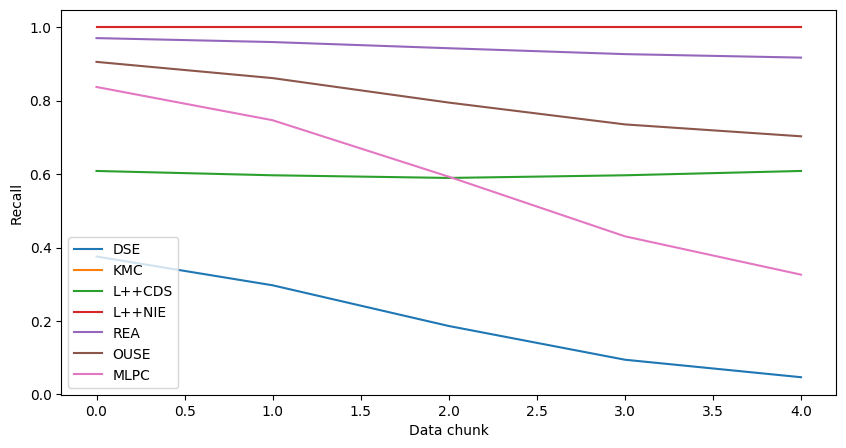 1.0
0.8
0.6
0.4
0.2
0.0
Recall
DSE
KMC
L++CDS
L++NIE
REA
OUSE
MLPC
0.0 0.5 1.0 1.5 2.0 2.5 3.0 3.5 4.0
Data chunk